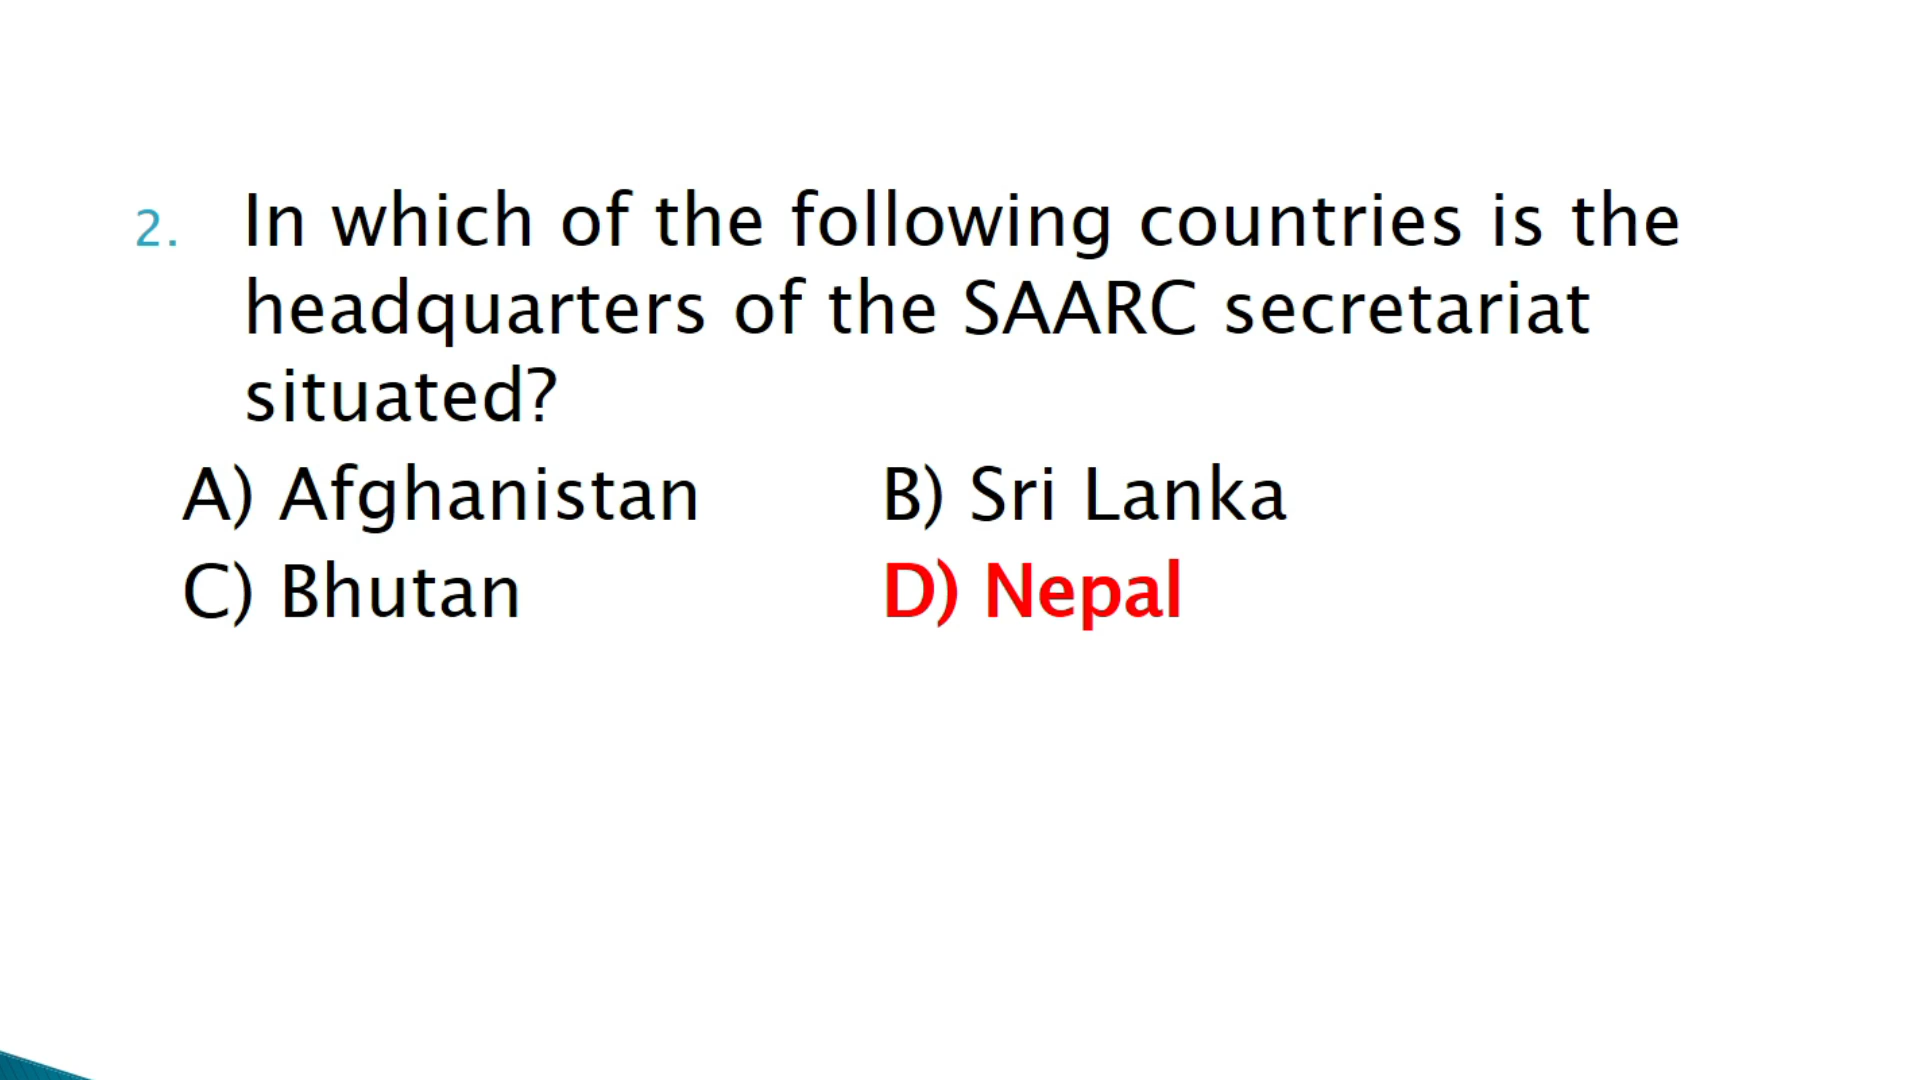 2. In which of the following countries is the
headquarters of the SAARC secretariat
situated?
A) Afghanistan B) Sri Lanka
C) Bhutan D) Nepal